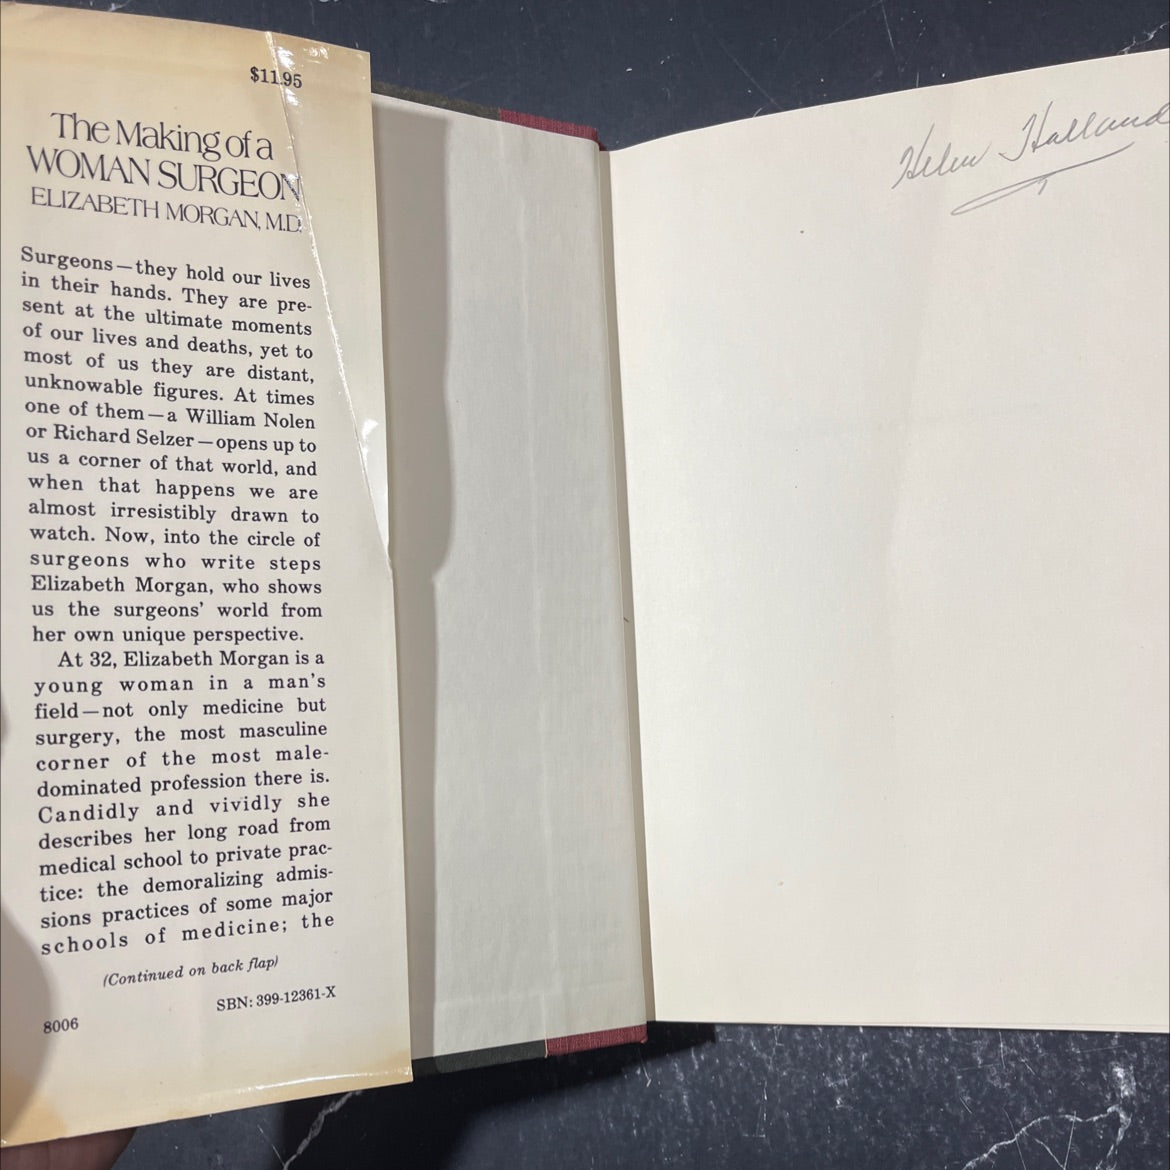 $11.95
The Making of a
WOMAN SURGEON
ELIZABETH MORGAN, M.D.
Surgeons—they hold our lives
in their hands. They are pre-
sent at the ultimate moments
of our lives and deaths, yet to
most of us they are distant,
unknowable figures. At times
one of them—a William Nolen
or Richard Selzer—opens up to
us a corner of that world, and
when that happens we are
almost irresistibly drawn to
watch. Now, into the circle of
surgeons who write steps
Elizabeth Morgan, who shows
us the surgeons' world from
her own unique perspective.
At 32, Elizabeth Morgan is a
young woman in a man's
field—not only medicine but
surgery, the most masculine
corner of the most male-
dominated profession there is.
Candidly and vividly she
describes her long road from
medical school to private prac-
tice: the demoralizing admis-
sions practices of some major
schools of medicine; the
(Continued on back flap)
SBN: 399-12361-X
8006
Helen Halland